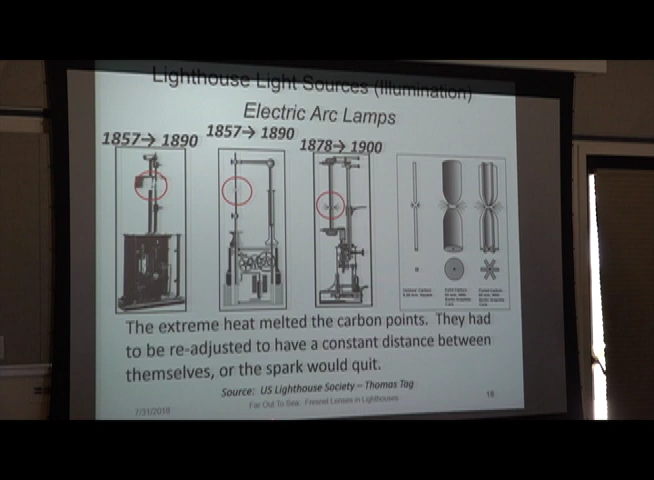 Lighthouse Light Sources (Illumination)
Electric Arc Lamps
1857→ 1890
1857→ 1890
1878→ 1900
The extreme heat melted the carbon points. They had
to be re-adjusted to have a constant distance between
themselves, or the spark would quit.
Source: US Lighthouse Society – Thomas Tag
7/31/2018
Far Out To Sea: Fresnel Lenses in Lighthouses
18